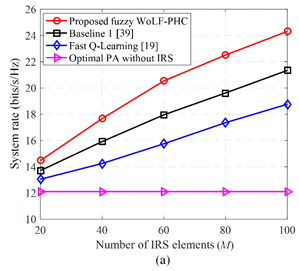 26
24
22
20
18
16
14
12
10
System rate (bits/s/Hz)
Proposed fuzzy WoLF-PHC
Baseline 1 [39]
Fast Q-Learning [19]
Optimal PA without IRS
20 40 60 80 100
Number of IRS elements (M)
(a)